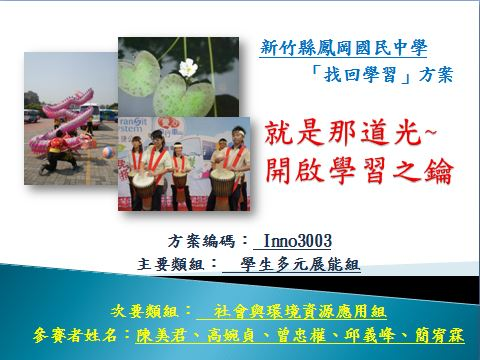 新竹縣鳳岡國民中學
「找回學習」方案
就是那道光~
開啟學習之鑰
方案編碼： Inno3003
主要類組： 學生多元展能組
次要類組： 社會與環境資源應用組
參賽者姓名：陳美君、高婉貞、曾忠權、邱義峰、簡宥霖